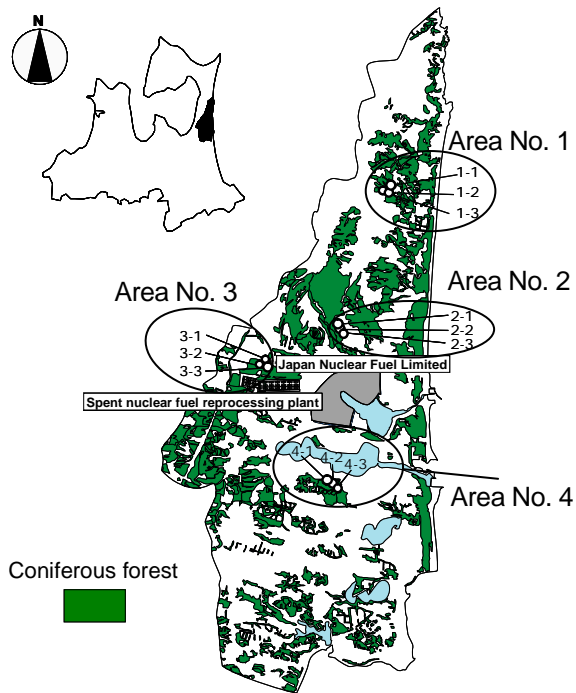 N
Area No. 1
1-1
1-2
1-3
Area No. 2
2-1
2-2
2-3
Area No. 3
3-1
3-2
3-3
Japan Nuclear Fuel Limited
Spent nuclear fuel reprocessing plant
4-1
4-2
4-3
Area No. 4
Coniferous forest